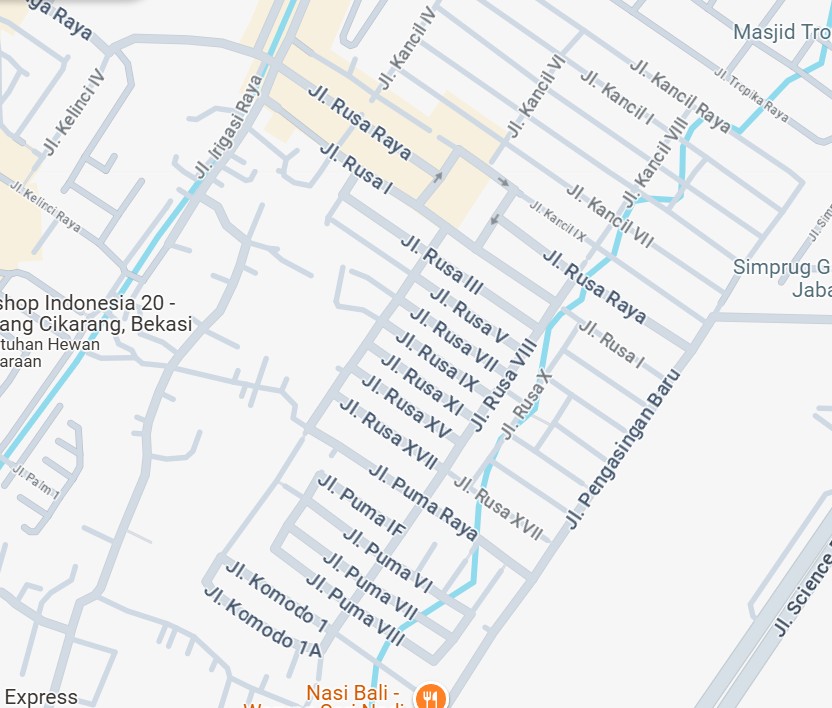 ga Raya
Masjid Tro
Jl. Kancil IV
Jl. Kelinci IV
Jl. Irigasi Raya
Jl. Rusa Raya
Jl. Kancil VI
Jl. Kancil Raya
Jl. Kancil I
Jl. Tropika Raya
Jl. Rusa I
Jl. Kancil VIII
Jl. Kelinci Raya
Jl. Kancil IX
Jl. Kancil VII
Jl. simp
Jl. Rusa III
Jl. Rusa Raya
Simprug G
Jaba
shop Indonesia 20 -
ang Cikarang, Bekasi
tuhan Hewan
araan
Jl. Rusa V
Jl. Rusa VII
Jl. Rusa IX
Jl. Rusa XI
Jl. Rusa XV
Jl. Rusa XVII
Jl. Rusa VIII
Jl. Rusa X
Jl. Rusa I
Jl. Pengasingan Baru
Jl. Palm 1
Jl. Puma Raya
Jl. Rusa XVII
Jl. Puma IF
Jl. Puma VI
Jl. Puma VII
Jl. Puma VIII
Jl. Komodo 1
Jl. Komodo 1A
Jl. Science
Express
Nasi Bali -